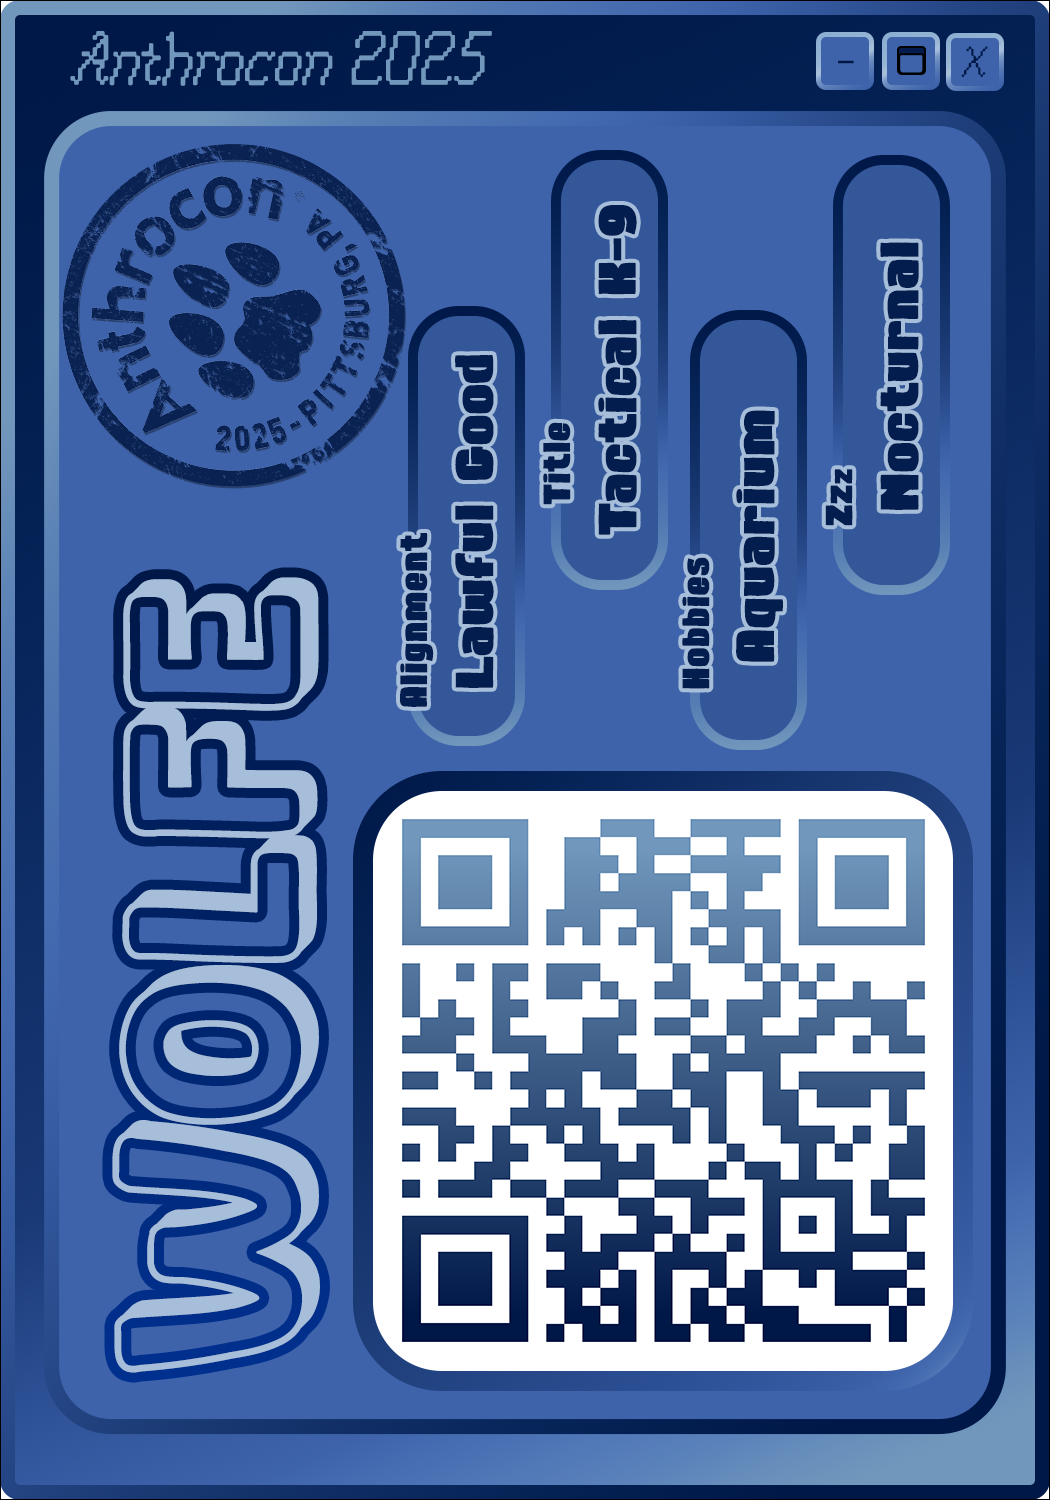 Anthrocon 2025
– X
Anthrocon
2025-PITTSBURG, PA
WOLFE
Alignment
Lawful Good
Title
Tactical K-9
Hobbies
Aquarium
Zzz
Nocturnal